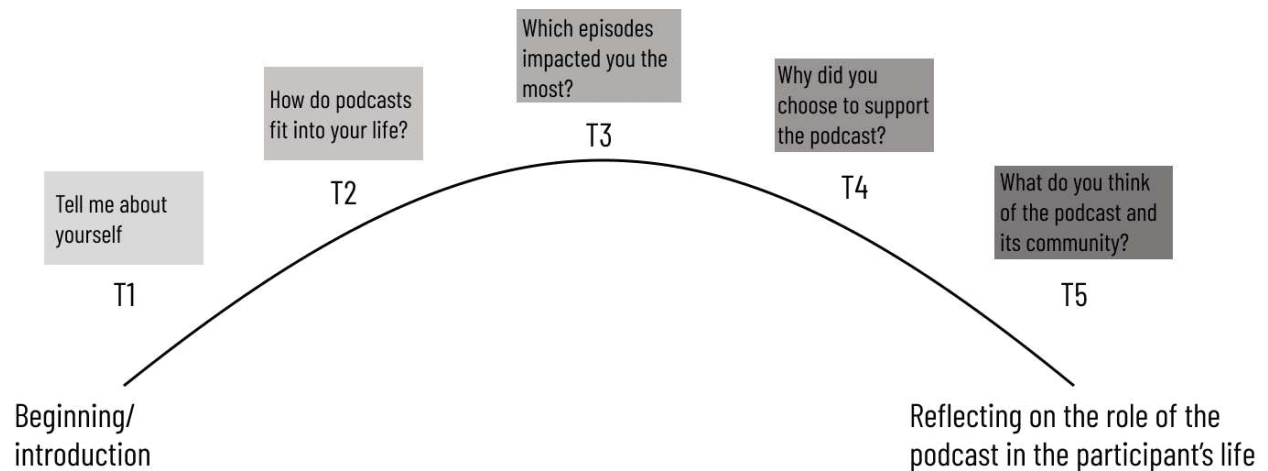 Tell me about
yourself
T1
How do podcasts
fit into your life?
T2
Which episodes
impacted you the
most?
T3
Why did you
choose to support
the podcast?
T4
What do you think
of the podcast and
its community?
T5
Beginning/
introduction
Reflecting on the role of the
podcast in the participant's life